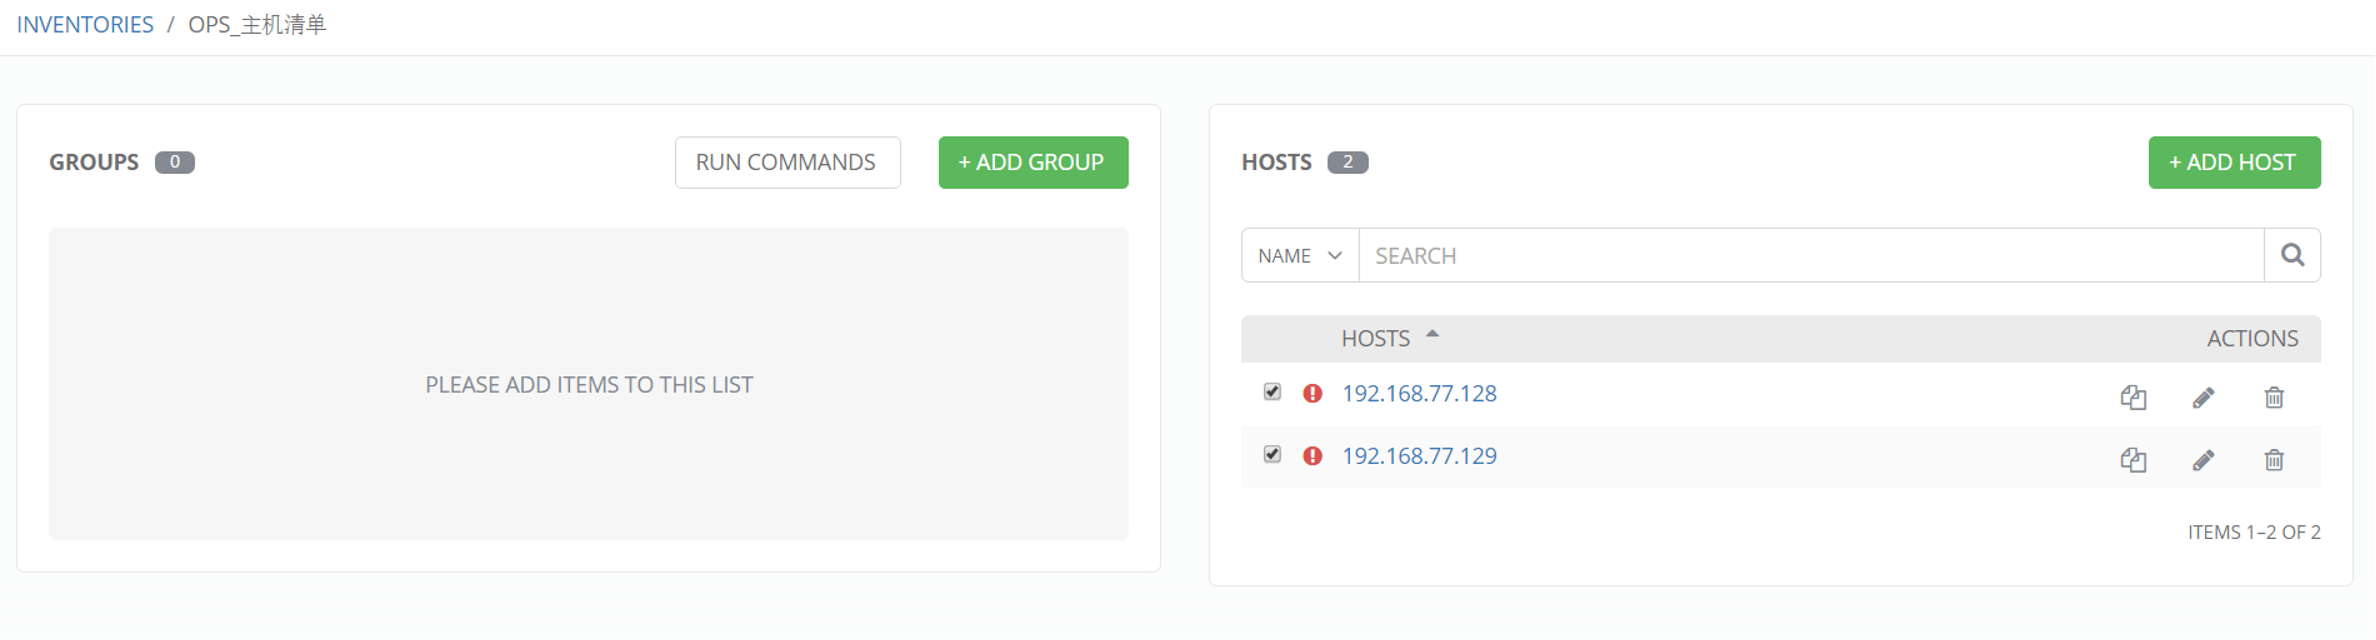 INVENTORIES / OPS_主机清单
GROUPS 0 RUN COMMANDS + ADD GROUP
PLEASE ADD ITEMS TO THIS LIST
HOSTS 2 + ADD HOST
NAME SEARCH
HOSTS ACTIONS
192.168.77.128
192.168.77.129
ITEMS 1–2 OF 2